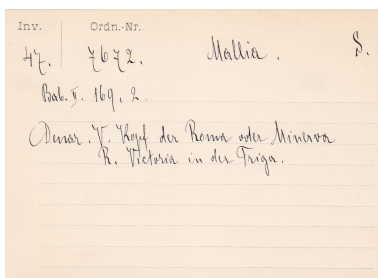 Inv. Ordn.-Nr.
47. 7672. Mallia. S.
Bab. II. 169, 2.
Denar. V. Kopf der Roma oder Minerva
R. Victoria in der Triga.